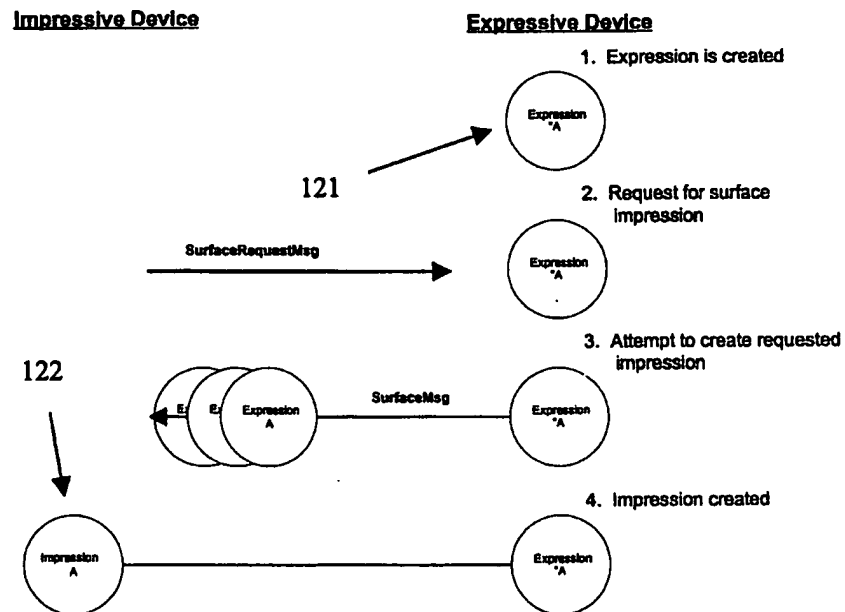 Impressive Device
Expressive Device
1. Expression is created
Expression
*A
121
2. Request for surface
impression
SurfaceRequestMsg
Expression
*A
3. Attempt to create requested
impression
122
Expression
A
SurfaceMsg
Expression
*A
4. Impression created
Impression
A
Expression
*A